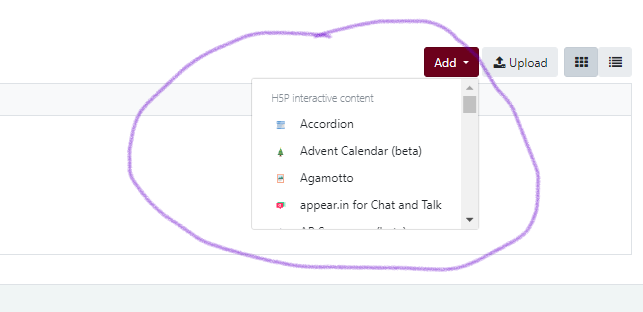 Add
Upload
H5P interactive content
Accordion
Advent Calendar (beta)
Agamotto
appear.in for Chat and Talk